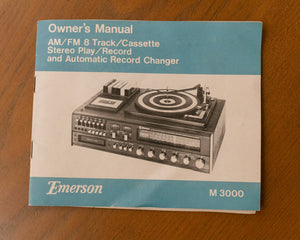 Owner's Manual
AM/FM 8 Track/Cassette
Stereo Play/Record
and Automatic Record Changer
Emerson
M 3000